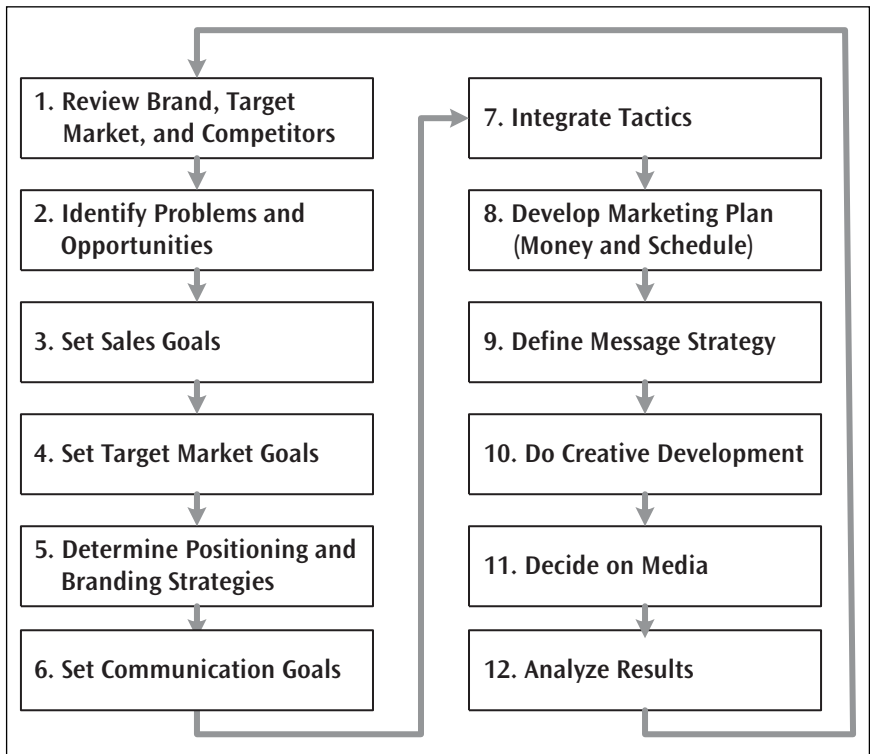 1. Review Brand, Target
Market, and Competitors
2. Identify Problems and
Opportunities
3. Set Sales Goals
4. Set Target Market Goals
5. Determine Positioning and
Branding Strategies
6. Set Communication Goals
7. Integrate Tactics
8. Develop Marketing Plan
(Money and Schedule)
9. Define Message Strategy
10. Do Creative Development
11. Decide on Media
12. Analyze Results